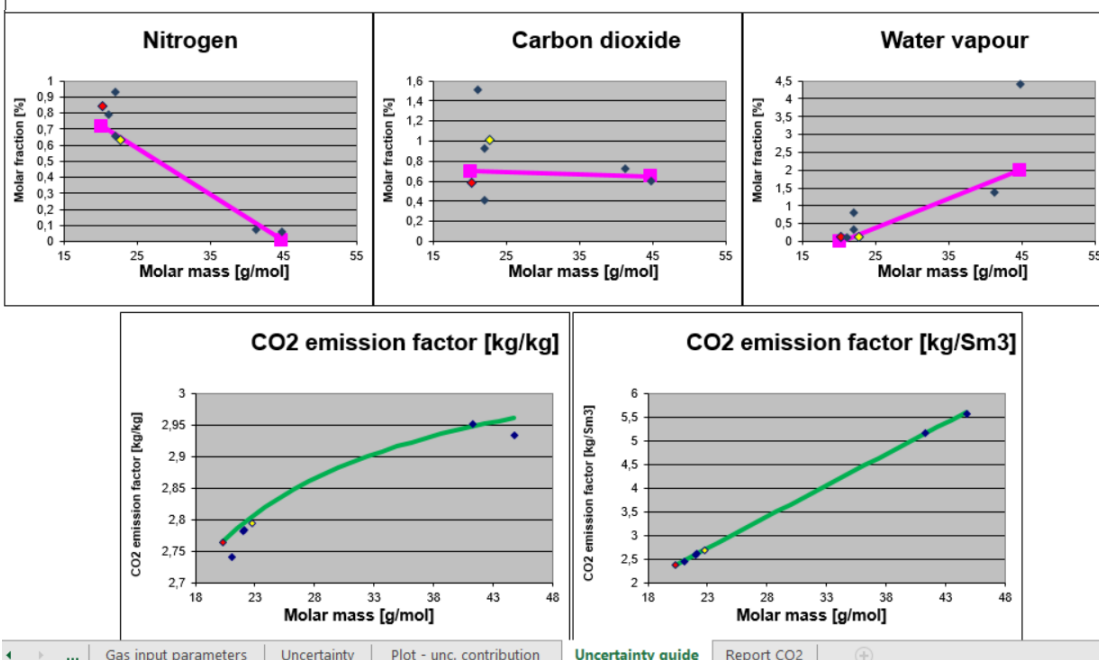 Nitrogen
Molar fraction [%]
1
0,9
0,8
0,7
0,6
0,5
0,4
0,3
0,2
0,1
0
15 25 35 45 55
Molar mass [g/mol]
Carbon dioxide
Molar fraction [%]
1,6
1,4
1,2
1
0,8
0,6
0,4
0,2
0
15 25 35 45 55
Molar mass [g/mol]
Water vapour
Molar fraction [%]
4,5
4
3,5
3
2,5
2
1,5
1
0,5
0
15 25 35 45 55
Molar mass [g/mol]
CO2 emission factor [kg/kg]
CO2 emission factor [kg/kg]
3
2,95
2,9
2,85
2,8
2,75
2,7
18 23 28 33 38 43 48
Molar mass [g/mol]
CO2 emission factor [kg/Sm3]
CO2 emission factor [kg/Sm3]
6
5,5
5
4,5
4
3,5
3
2,5
2
18 23 28 33 38 43 48
Molar mass [g/mol]
... Gas input parameters Uncertainty Plot - unc. contribution Uncertainty guide Report CO2